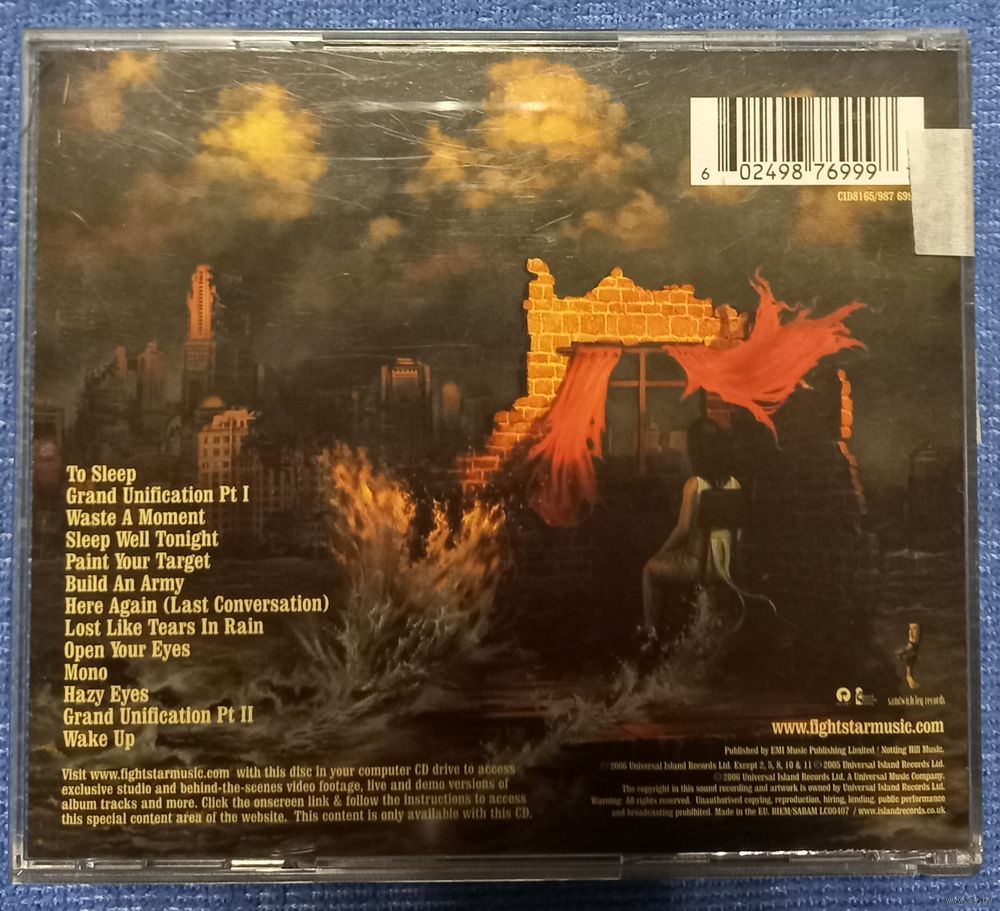 6 02498 76999
CID8165/987 69
To Sleep
Grand Unification Pt I
Waste A Moment
Sleep Well Tonight
Paint Your Target
Build An Army
Here Again (Last Conversation)
Lost Like Tears In Rain
Open Your Eyes
Mono
Hazy Eyes
Grand Unification Pt II
Wake Up
Visit www.fightstarmusic.com with this disc in your computer CD drive to access
exclusive studio and behind-the-scenes video footage, live and demo versions of
album tracks and more. Click the onscreen link & follow the instructions to access
this special content area of the website. This content is only available with this CD.
sandwich leg records
www.fightstarmusic.com
Published by EMI Music Publishing Limited / Notting Hill Music.
℗ 2006 Universal Island Records Ltd. Except 2, 5, 8, 10 & 11 ℗ 2005 Universal Island Records Ltd.
© 2006 Universal Island Records Ltd. A Universal Music Company.
The copyright in this sound recording and artwork is owned by Universal Island Records Ltd.
Warning: All rights reserved. Unauthorised copying, reproduction, hiring, lending, public performance
and broadcasting prohibited. Made in the EU. BIEM/SABAM LC00407 / www.islandrecords.co.uk